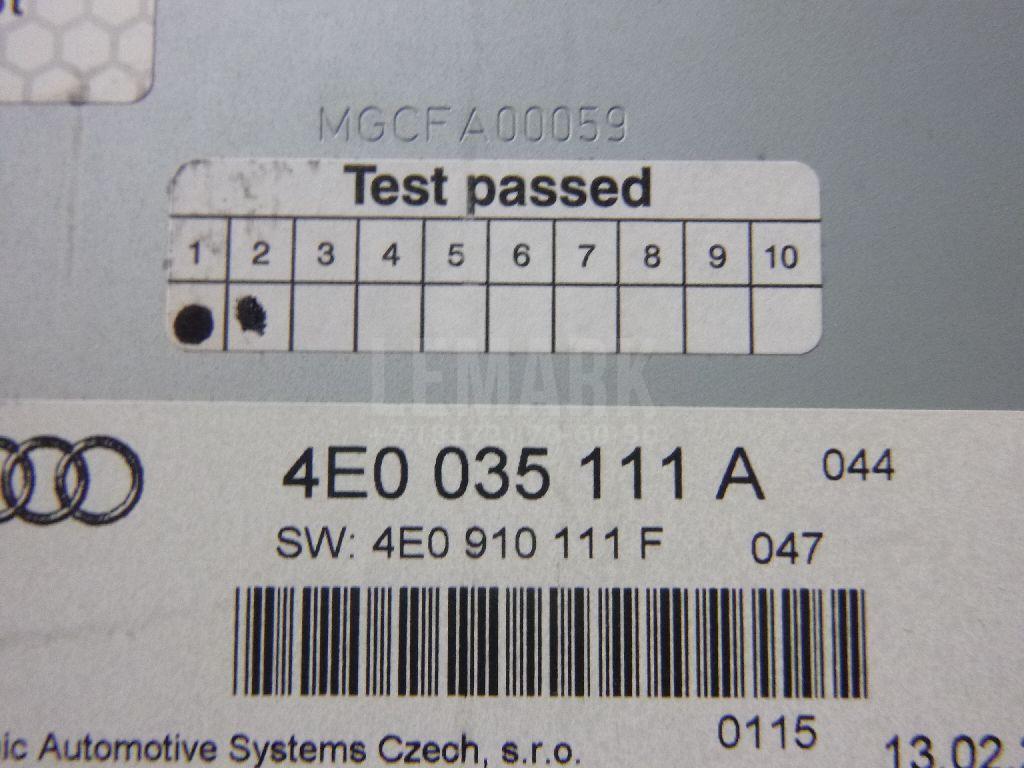 MGCFA00059
Test passed
1 2 3 4 5 6 7 8 9 10
LEMARK
4E0 035 111 A 044
SW: 4E0 910 111 F 047
0115
ic Automotive Systems Czech, s.r.o.
13.02.